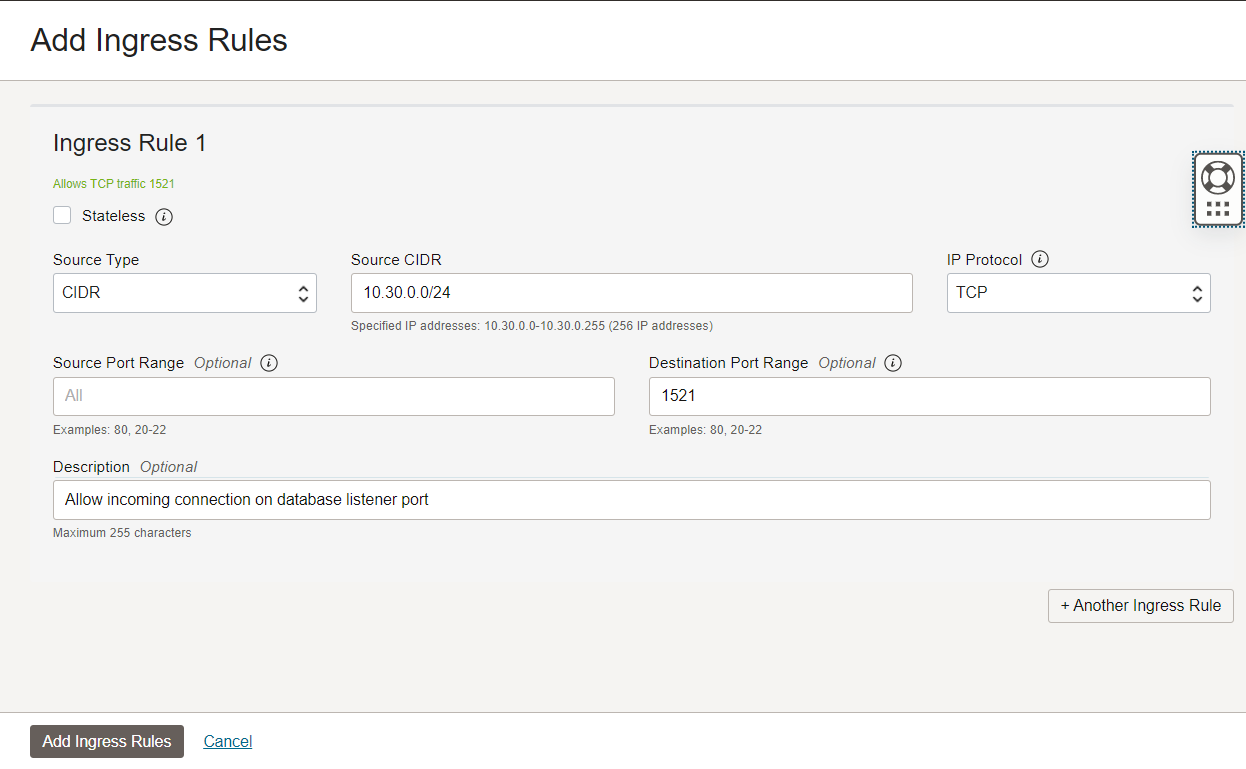 Add Ingress Rules
Ingress Rule 1
Allows TCP traffic 1521
Stateless
Source Type
Source CIDR
IP Protocol
CIDR
10.30.0.0/24
TCP
Specified IP addresses: 10.30.0.0-10.30.0.255 (256 IP addresses)
Source Port Range Optional
Destination Port Range Optional
All
1521
Examples: 80, 20-22
Examples: 80, 20-22
Description Optional
Allow incoming connection on database listener port
Maximum 255 characters
+ Another Ingress Rule
Add Ingress Rules
Cancel